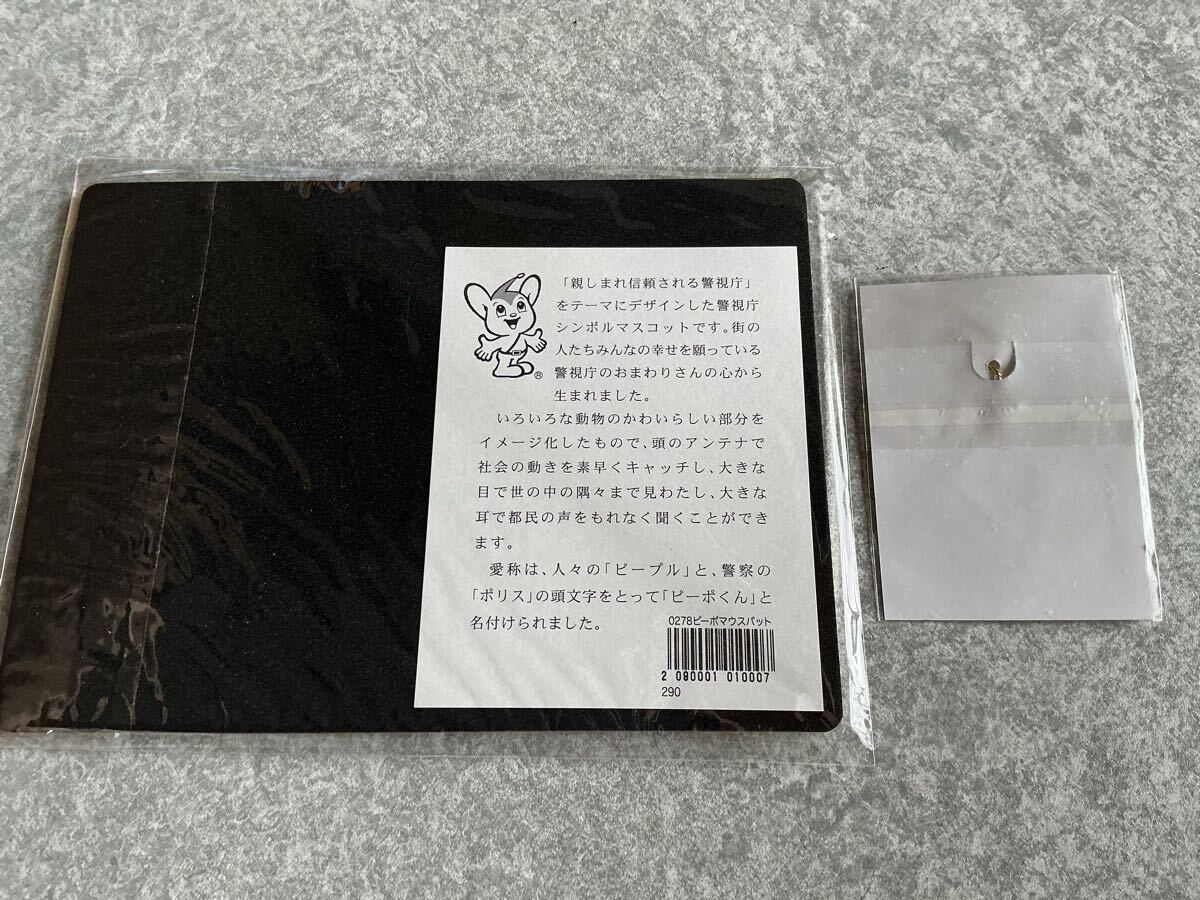 「親しまれ信頼される警視庁」
をテーマにデザインした警視庁
シンボルマスコットです。街の
人たちみんなの幸せを願っている
警視庁のおまわりさんの心から
生まれました。
®
いろいろな動物のかわいらしい部分を
イメージ化したもので、頭のアンテナで
社会の動きを素早くキャッチし、大きな
目で世の中の隅々まで見わたし、大きな
耳で都民の声をもれなく聞くことができ
ます。
愛称は、人々の「ピープル」と、警察の
「ポリス」の頭文字をとって「ピーポくん」と
名付けられました。
0278ピーポマウスパット
2 090001 010007
290